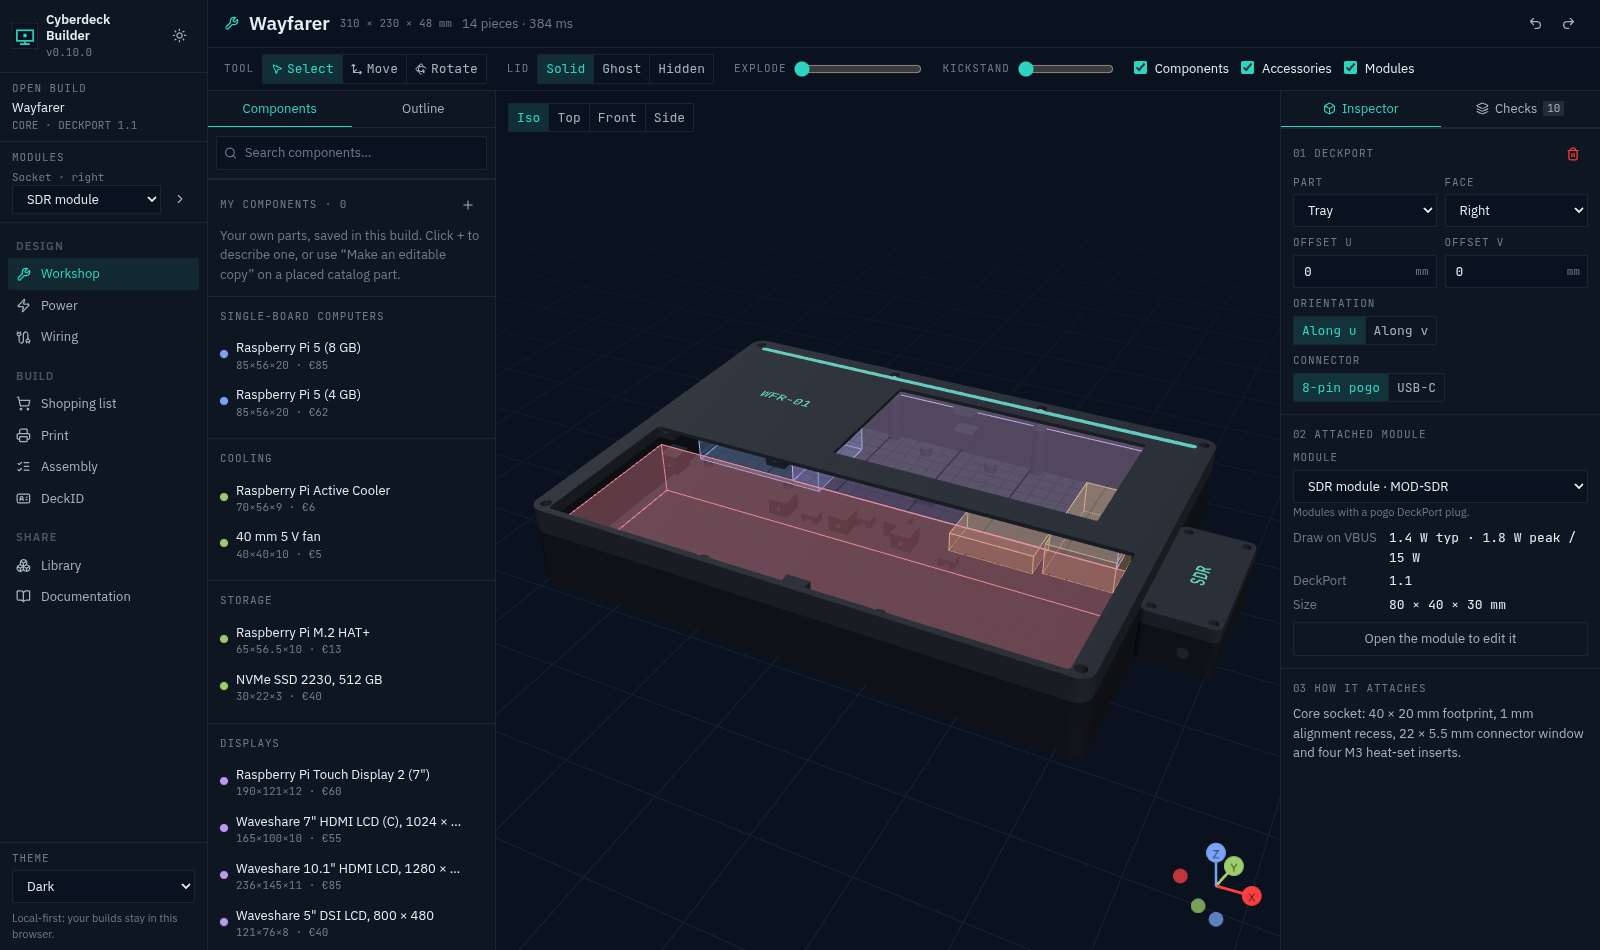 Cyberdeck
Builder
v0.10.0
OPEN BUILD
Wayfarer
CORE · DECKPORT 1.1
MODULES
Socket · right
SDR module
DESIGN
Workshop
Power
Wiring
BUILD
Shopping list
Print
Assembly
DeckID
SHARE
Library
Documentation
THEME
Dark
Local-first: your builds stay in this
browser.
Wayfarer 310 × 230 × 48 mm 14 pieces · 384 ms
TOOL Select Move Rotate LID Solid Ghost Hidden EXPLODE KICKSTAND Components Accessories Modules
Components Outline
Search components...
MY COMPONENTS · 0
Your own parts, saved in this build. Click + to
describe one, or use “Make an editable
copy” on a placed catalog part.
SINGLE-BOARD COMPUTERS
Raspberry Pi 5 (8 GB)
85×56×20 · €85
Raspberry Pi 5 (4 GB)
85×56×20 · €62
COOLING
Raspberry Pi Active Cooler
70×56×9 · €6
40 mm 5 V fan
40×40×10 · €5
STORAGE
Raspberry Pi M.2 HAT+
65×56.5×10 · €13
NVMe SSD 2230, 512 GB
30×22×3 · €40
DISPLAYS
Raspberry Pi Touch Display 2 (7")
190×121×12 · €60
Waveshare 7" HDMI LCD (C), 1024 × ...
165×100×10 · €55
Waveshare 10.1" HDMI LCD, 1280 × ...
236×145×11 · €85
Waveshare 5" DSI LCD, 800 × 480
121×76×8 · €40
Iso Top Front Side
WFR-01
SDR
Z
Y
X
Inspector Checks 10
01 DECKPORT
PART FACE
Tray Right
OFFSET U OFFSET V
0 mm 0 mm
ORIENTATION
Along u Along v
CONNECTOR
8-pin pogo USB-C
02 ATTACHED MODULE
MODULE
SDR module · MOD-SDR
Modules with a pogo DeckPort plug.
Draw on VBUS 1.4 W typ · 1.8 W peak /
15 W
DeckPort 1.1
Size 80 × 40 × 30 mm
Open the module to edit it
03 HOW IT ATTACHES
Core socket: 40 × 20 mm footprint, 1 mm
alignment recess, 22 × 5.5 mm connector window
and four M3 heat-set inserts.